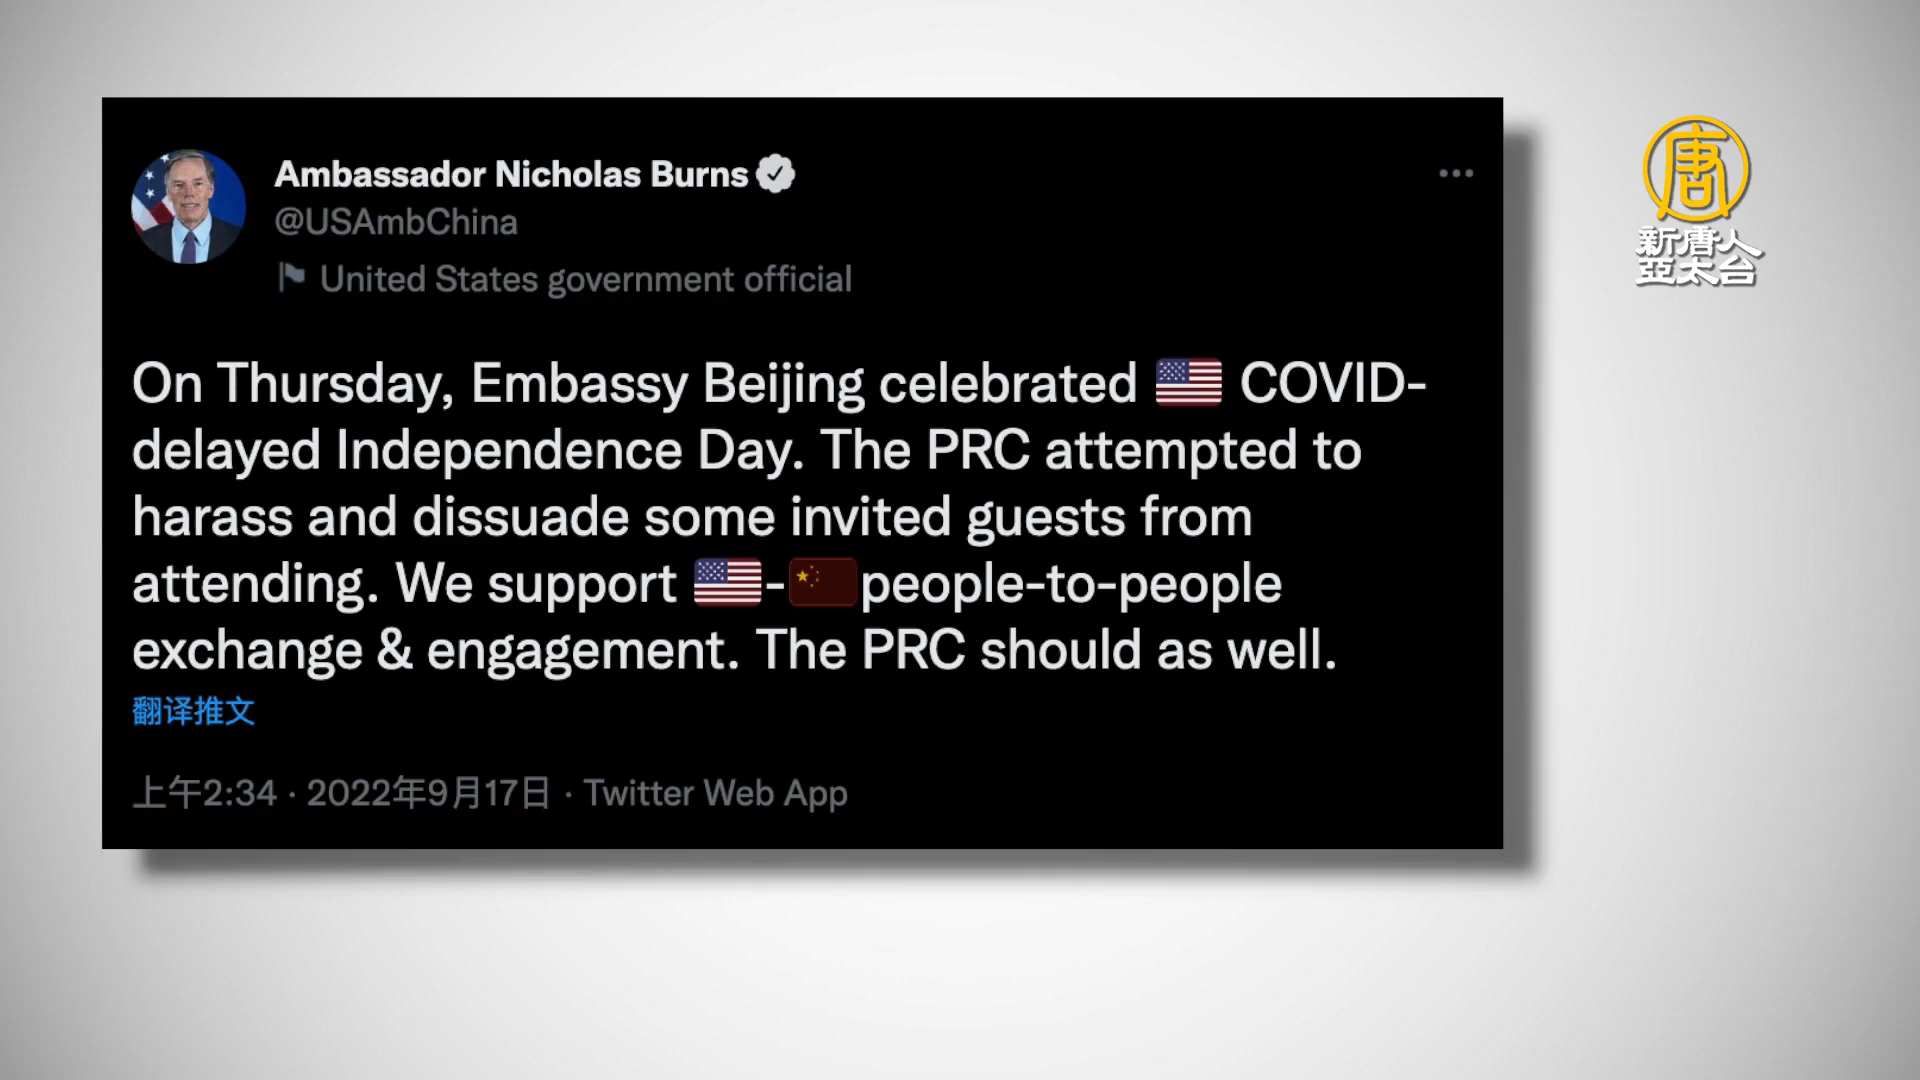 Ambassador Nicholas Burns
@USAmbChina
United States government official
On Thursday, Embassy Beijing celebrated 🇺🇸 COVID-
delayed Independence Day. The PRC attempted to
harass and dissuade some invited guests from
attending. We support 🇺🇸-🇨🇳people-to-people
exchange & engagement. The PRC should as well.
翻译推文
上午2:34 · 2022年9月17日 · Twitter Web App
唐
新唐人
亞太台